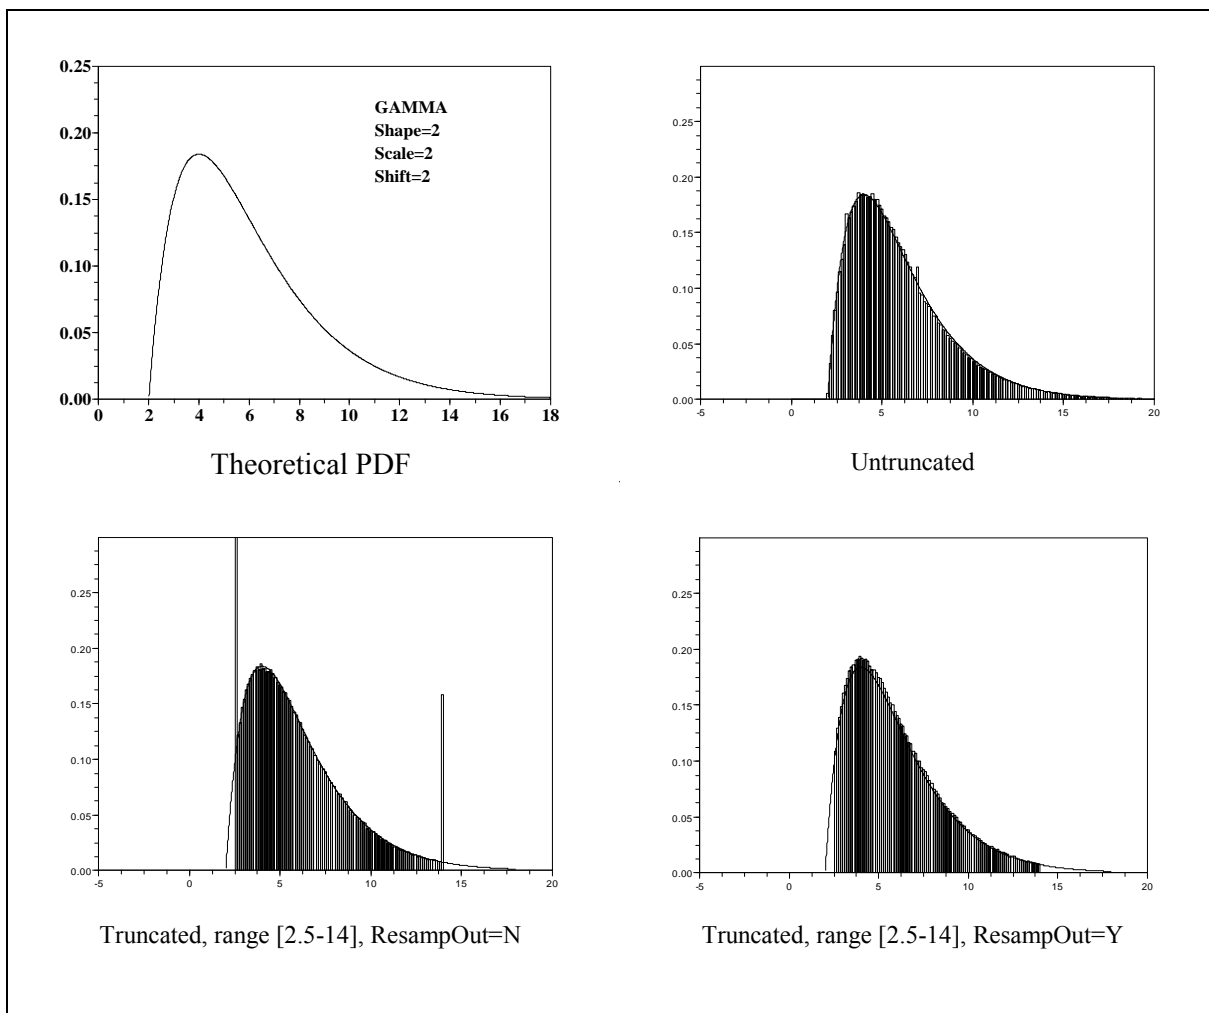 0.25
0.20
0.15
0.10
0.05
0.00
GAMMA
Shape=2
Scale=2
Shift=2
0 2 4 6 8 10 12 14 16 18
Theoretical PDF
0.25
0.20
0.15
0.10
0.05
0.00
-5 0 5 10 15 20
Untruncated
0.25
0.20
0.15
0.10
0.05
0.00
-5 0 5 10 15 20
Truncated, range [2.5-14], ResampOut=N
0.25
0.20
0.15
0.10
0.05
0.00
-5 0 5 10 15 20
Truncated, range [2.5-14], ResampOut=Y